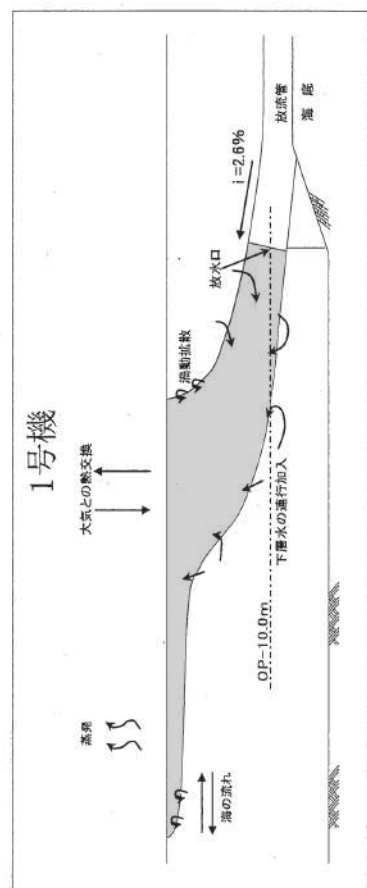 1号機
大気との熱交換
蒸発
渦動拡散
i=2.6%
放水口
放流管
海底
下層水の連行加入
OP-10.0m
海の流れ